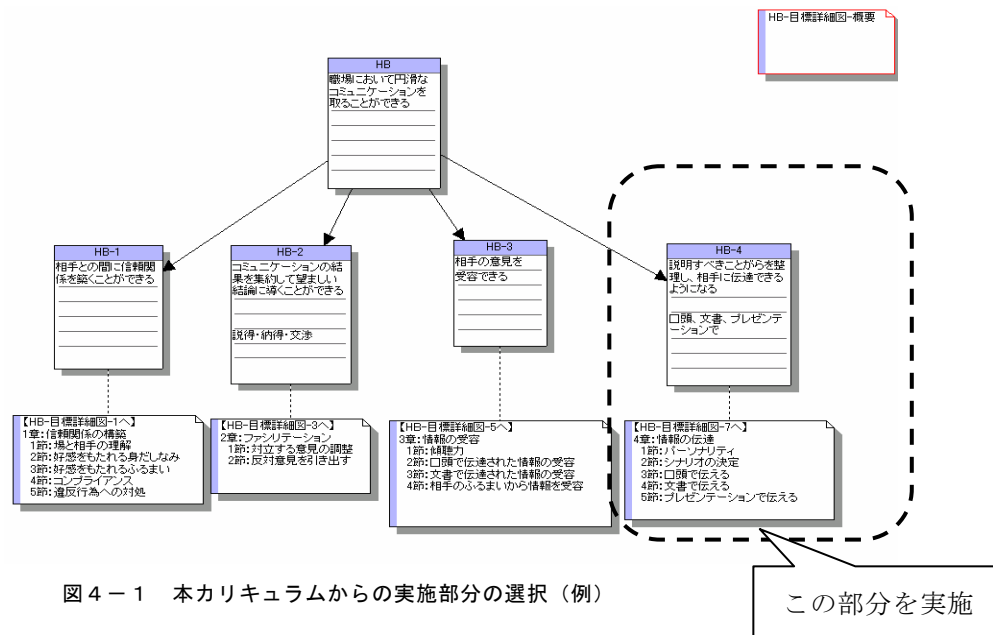 HB-目標詳細図-概要
HB
職場において円滑な
コミュニケーションを
取ることができる
HB-1
相手との間に信頼関
係を築くことができる
HB-2
コミュニケーションの結
果を集約して望ましい
結論に導くことができる
説得・納得・交渉
HB-3
相手の意見を
受容できる
HB-4
説明すべきことがらを整
理し、相手に伝達できる
ようになる
口頭、文書、プレゼンテ
ーションで
【HB-目標詳細図-1へ】
1章:信頼関係の構築
1節:場と相手の理解
2節:好感をもたれる身だしなみ
3節:好感をもたれるふるまい
4節:コンプライアンス
5節:違反行為への対処
【HB-目標詳細図-3へ】
2章:ファシリテーション
1節:対立する意見の調整
2節:反対意見を引き出す
【HB-目標詳細図-5へ】
3章:情報の受容
1節:傾聴力
2節:口頭で伝達された情報の受容
3節:文書で伝達された情報の受容
4節:相手のふるまいから情報を受容
【HB-目標詳細図-7へ】
4章:情報の伝達
1節:パーソナリティ
2節:シナリオの決定
3節:口頭で伝える
4節:文書で伝える
5節:プレゼンテーションで伝える
図4-1 本カリキュラムからの実施部分の選択(例)
この部分を実施